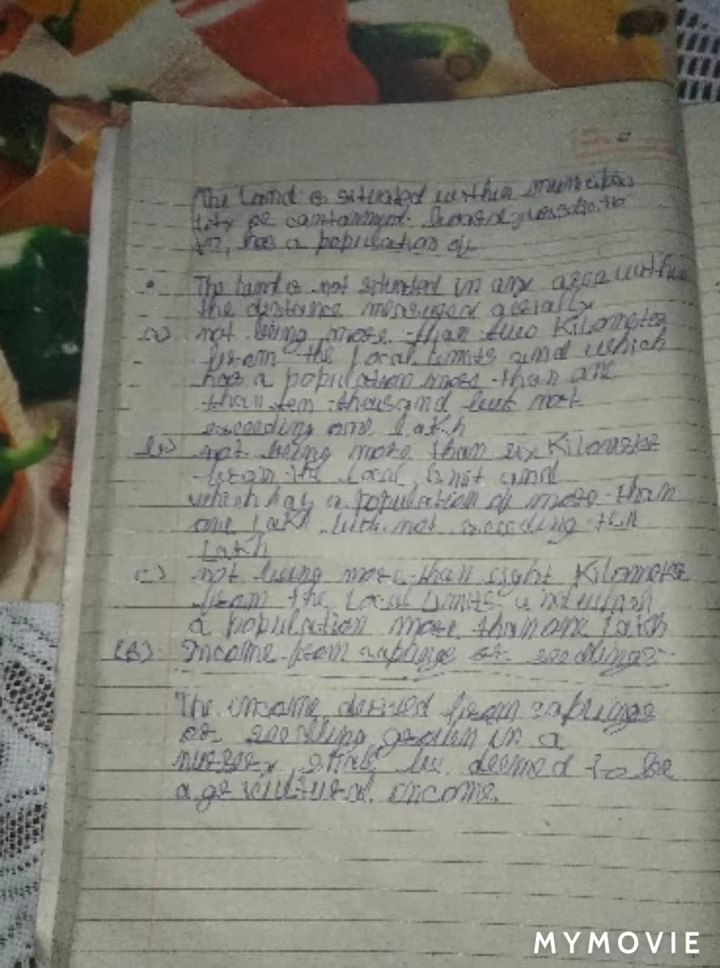 The Land is situated within municipa
lity or cantonment board jurisdictio
n, has a population of
• The land is not situated in any area within
the distance measured aerially
(a) not being more than two Kilometer
from the local limits and which
has a population more than
than ten thousand but not
exceeding one lakh
(b) not being more than six Kilometer
from the local limit and
which has a population of more than
one lakh but not exceeding ten
lakh
(c) not being more than eight Kilometer
from the Local Limits
a population more than one lakh
Income from saplings or seedlings
The income derived from saplings
or seedling grown in a
nursery shall be deemed to be
agricultural income.
MYMOVIE